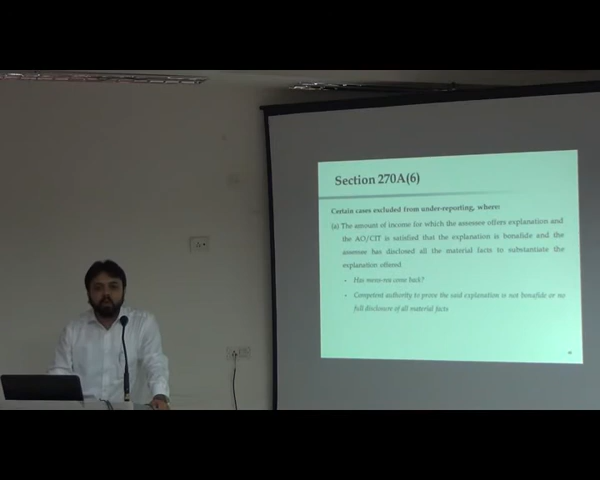 Section 270A(6)
Certain cases excluded from under-reporting, where:
(a) The amount of income for which the assessee offers explanation and
the AO/CIT is satisfied that the explanation is bonafide and the
assessee has disclosed all the material facts to substantiate the
explanation offered
- Has mens-rea come back?
- Competent authority to prove the said explanation is not bonafide or no
full disclosure of all material facts